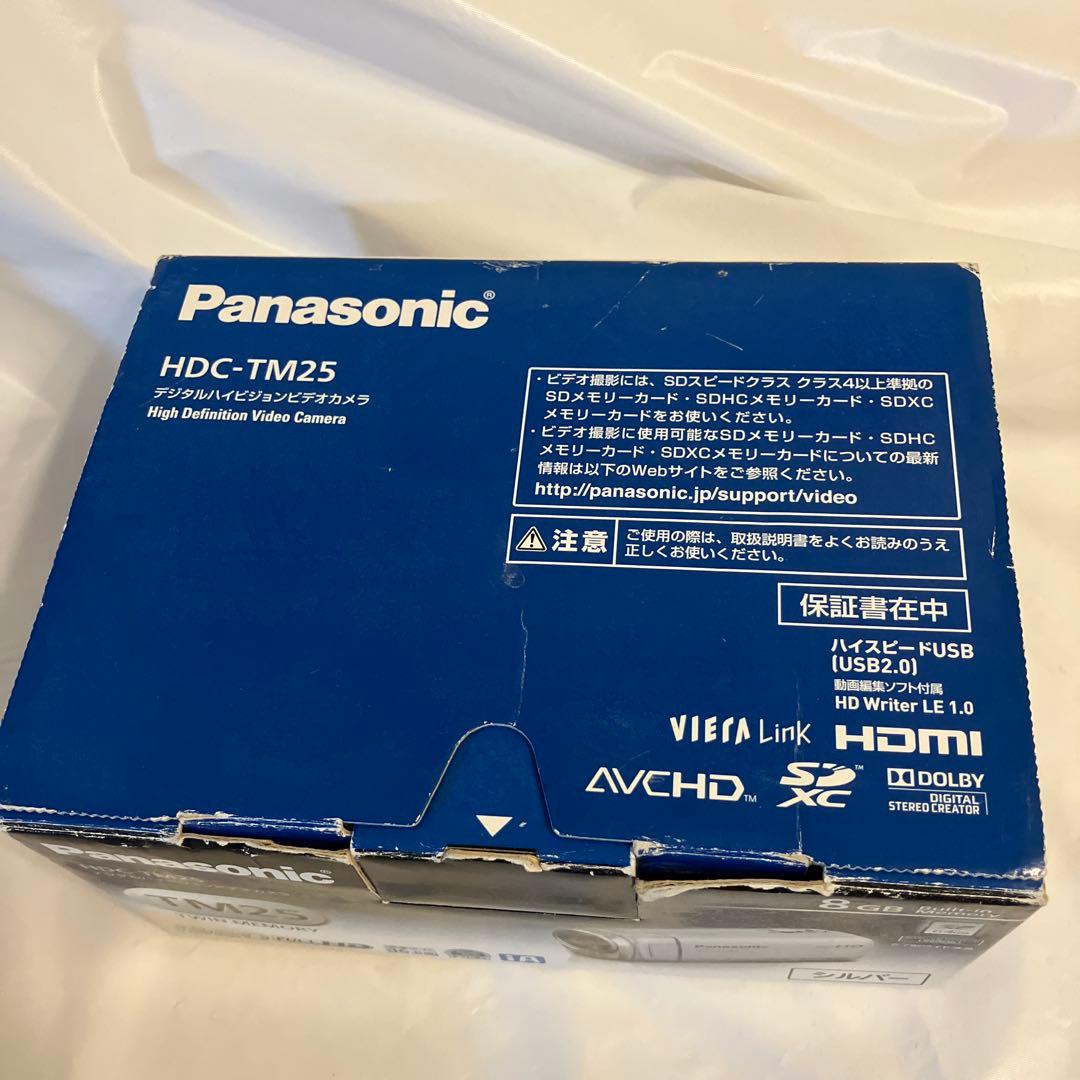 Panasonic®
HDC-TM25
デジタルハイビジョンビデオカメラ
High Definition Video Camera
・ビデオ撮影には、SDスピードクラス クラス4以上準拠の
SDメモリーカード・SDHCメモリーカード・SDXC
メモリーカードをお使いください。
・ビデオ撮影に使用可能なSDメモリーカード・SDHC
メモリーカード・SDXCメモリーカードについての最新
情報は以下のWebサイトをご参照ください。
http://panasonic.jp/support/video
注意
ご使用の際は、取扱説明書をよくお読みのうえ
正しくお使いください。
保証書在中
ハイスピードUSB
(USB2.0)
動画編集ソフト付属
HD Writer LE 1.0
VIERA Link HDMI
AVCHD™ SDXC™ DOLBY
DIGITAL
STEREO CREATOR
Panasonic
HDC-TM25
TM25
TWIN MEMORY
iA
8GB
Panasonic
シルバー